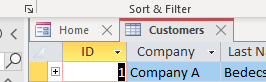 Sort & Filter
Home Customers
ID Company Last N
1 Company A Bedecs